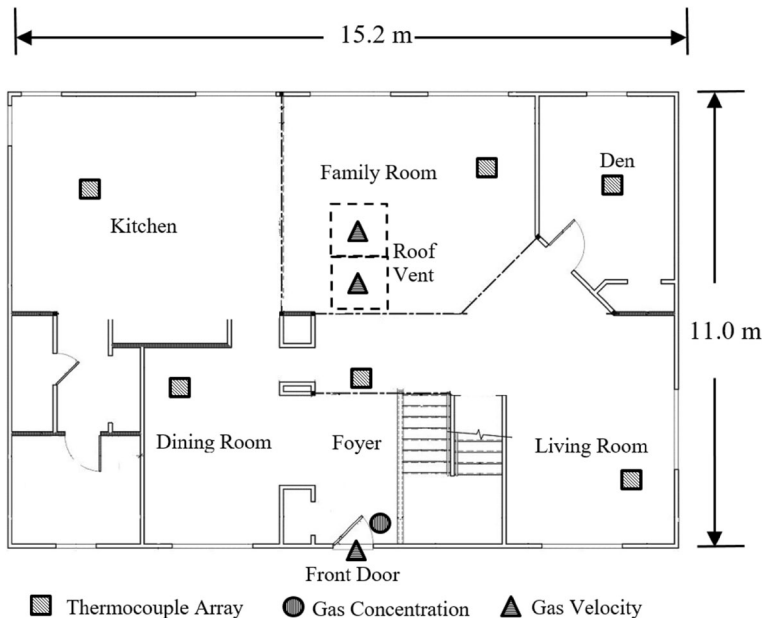 15.2 m
Family Room
Den
Kitchen
Roof
Vent
11.0 m
Dining Room
Foyer
Living Room
Front Door
Thermocouple Array
Gas Concentration
Gas Velocity